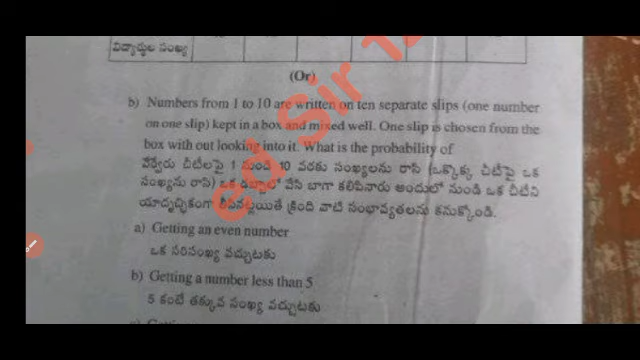 విద్యార్థుల సంఖ్య
(Or)
b) Numbers from 1 to 10 are written on ten separate slips (one number
on one slip) kept in a box and mixed well. One slip is chosen from the
box with out looking into it. What is the probability of
వేర్వేరు చీటీలపై 1 నుండి 10 వరకు సంఖ్యలను రాసి (ఒక్కొక్క చీటీపై ఒక
సంఖ్యను రాసి) ఒక డబ్బాలో వేసి బాగా కలిపినారు అందులో నుండి ఒక చీటిని
యాదృచ్ఛికంగా తీసినట్లయితే క్రింది వాటి సంభావ్యతలను కనుక్కోండి.
a) Getting an even number
ఒక సరిసంఖ్య వచ్చుటకు
b) Getting a number less than 5
5 కంటే తక్కువ సంఖ్య వచ్చుటకు
Sir